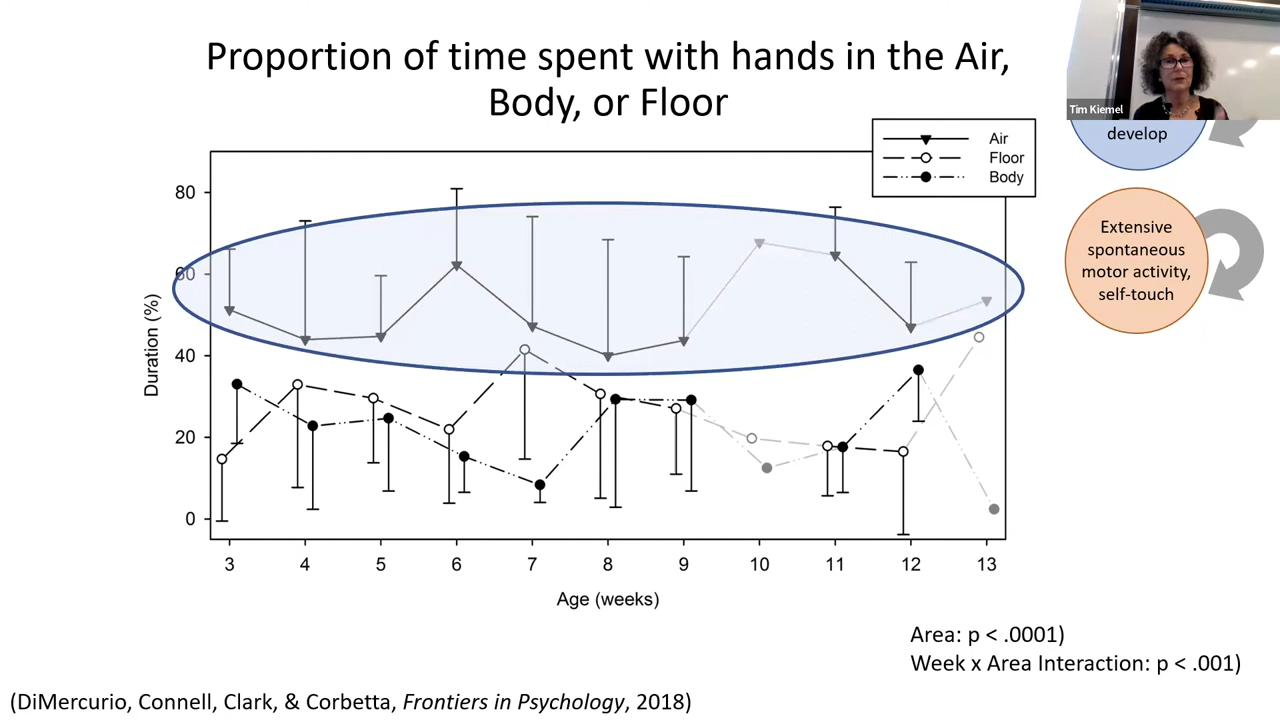 Proportion of time spent with hands in the Air,
Body, or Floor
Tim Kiemel
develop
Extensive
spontaneous
motor activity,
self-touch
Air
Floor
Body
Duration (%)
80
60
40
20
0
3 4 5 6 7 8 9 10 11 12 13
Age (weeks)
Area: p < .0001)
Week x Area Interaction: p < .001)
(DiMercurio, Connell, Clark, & Corbetta, Frontiers in Psychology, 2018)